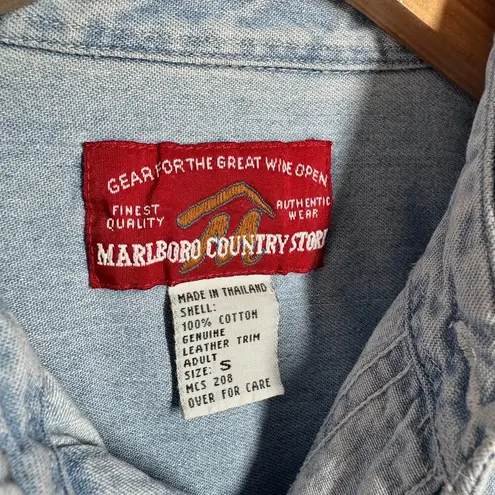 GEAR FOR THE GREAT WIDE OPEN
FINEST QUALITY
AUTHENTIC WEAR
MARLBORO COUNTRY STORE
MADE IN THAILAND
SHELL:
100% COTTON
GENUINE
LEATHER TRIM
ADULT
SIZE: S
MCS 208
OVER FOR CARE